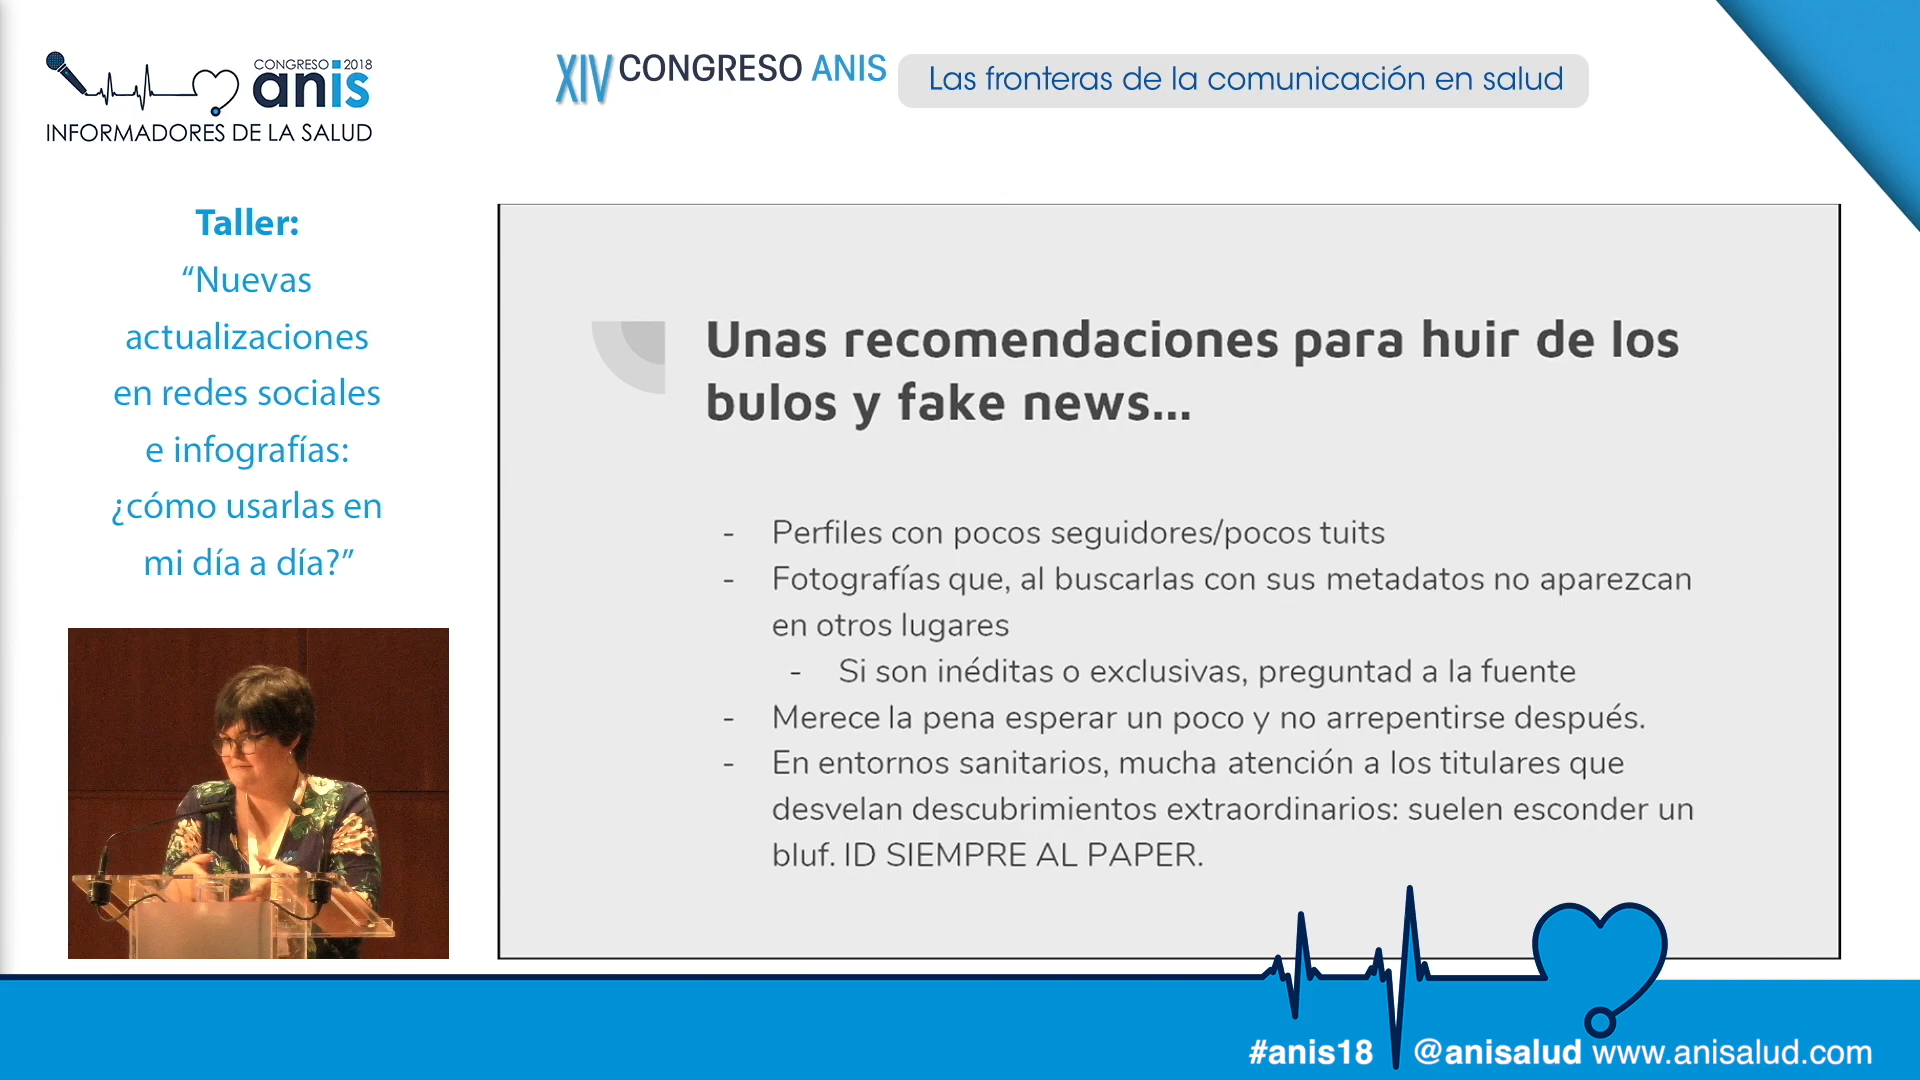 CONGRESO 2018
anis
INFORMADORES DE LA SALUD
XIV CONGRESO ANIS
Las fronteras de la comunicación en salud
Taller:
“Nuevas
actualizaciones
en redes sociales
e infografías:
¿cómo usarlas en
mi día a día?”
Unas recomendaciones para huir de los
bulos y fake news...
- Perfiles con pocos seguidores/pocos tuits
- Fotografías que, al buscarlas con sus metadatos no aparezcan
en otros lugares
- Si son inéditas o exclusivas, preguntad a la fuente
- Merece la pena esperar un poco y no arrepentirse después.
- En entornos sanitarios, mucha atención a los titulares que
desvelan descubrimientos extraordinarios: suelen esconder un
bluf. ID SIEMPRE AL PAPER.
#anis18 @anisalud www.anisalud.com